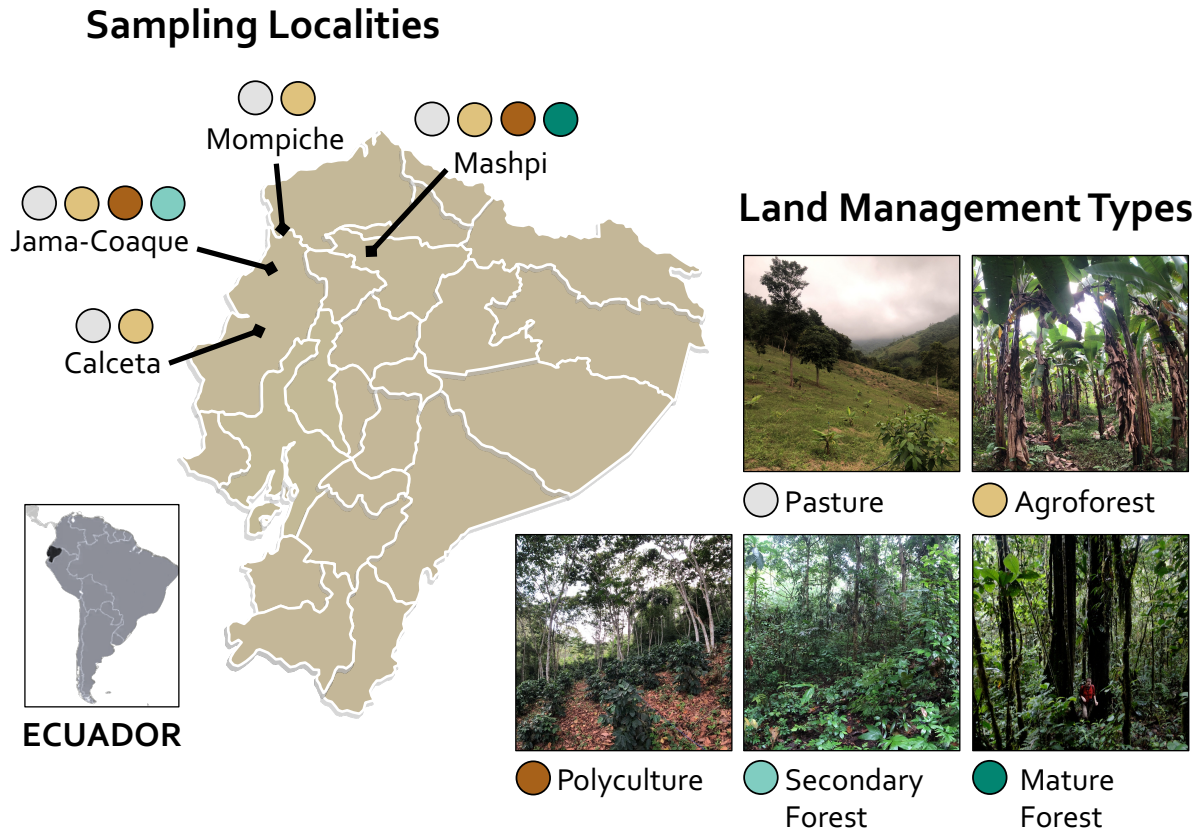 Sampling Localities
Mompiche
Mashpi
Jama-Coaque
Calceta
ECUADOR
Land Management Types
Pasture
Agroforest
Polyculture
Secondary
Forest
Mature
Forest